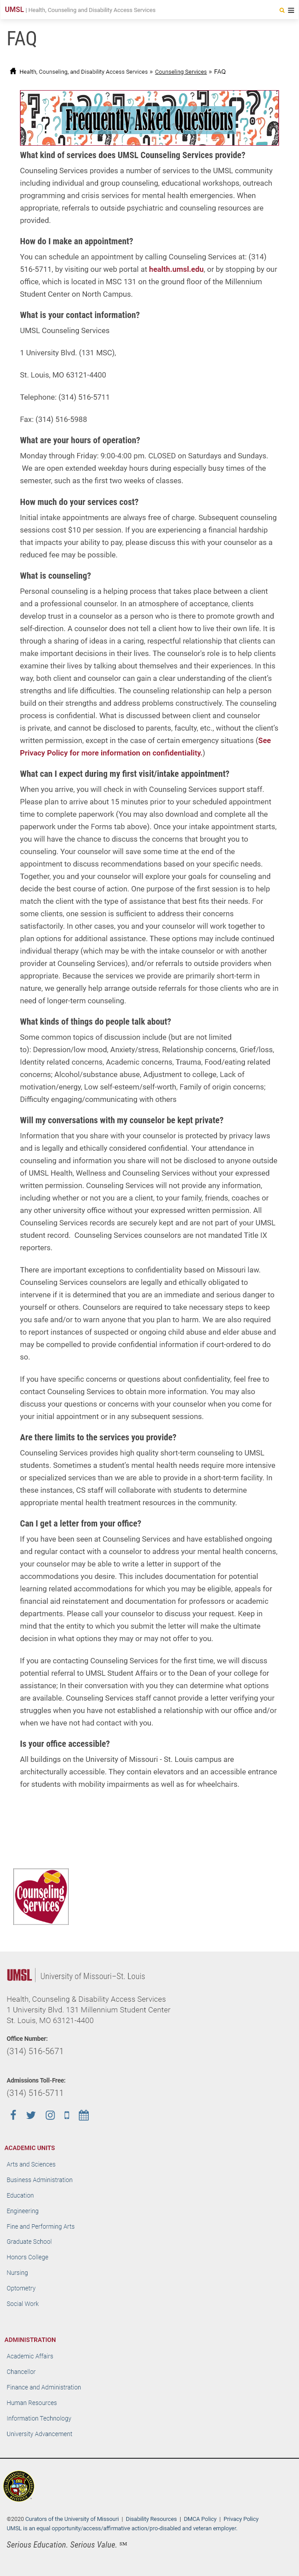 UMSL | Health, Counseling and Disability Access Services
FAQ
Health, Counseling, and Disability Access Services » Counseling Services » FAQ
Frequently Asked Questions
What kind of services does UMSL Counseling Services provide?
Counseling Services provides a number of services to the UMSL community
including individual and group counseling, educational workshops, outreach
programming and crisis services for mental health emergencies. When
appropriate, referrals to outside psychiatric and counseling resources are
provided.
How do I make an appointment?
You can schedule an appointment by calling Counseling Services at: (314)
516-5711, by visiting our web portal at health.umsl.edu, or by stopping by our
office, which is located in MSC 131 on the ground floor of the Millennium
Student Center on North Campus.
What is your contact information?
UMSL Counseling Services
1 University Blvd. (131 MSC),
St. Louis, MO 63121-4400
Telephone: (314) 516-5711
Fax: (314) 516-5988
What are your hours of operation?
Monday through Friday: 9:00-4:00 pm. CLOSED on Saturdays and Sundays.
We are open extended weekday hours during especially busy times of the
semester, such as the first two weeks of classes.
How much do your services cost?
Initial intake appointments are always free of charge. Subsequent counseling
sessions cost $10 per session. If you are experiencing a financial hardship
that impacts your ability to pay, please discuss this with your counselor as a
reduced fee may be possible.
What is counseling?
Personal counseling is a helping process that takes place between a client
and a professional counselor. In an atmosphere of acceptance, clients
develop trust in a counselor as a person who is there to promote growth and
self-direction. A counselor does not tell a client how to live their own life. It is
through a sharing of ideas in a caring, respectful relationship that clients can
make important decisions in their lives. The counselor's role is to help clients
examine their lives by talking about themselves and their experiences. In this
way, both client and counselor can gain a clear understanding of the client's
strengths and life difficulties. The counseling relationship can help the client
build on the strengths and address problems constructively. The counseling
process is confidential. What is discussed between client and counselor
is private, and cannot be disclosed to parents, faculty, etc., without the client's
written permission, except in the case of certain emergency situations (See
Privacy Policy for more information on confidentiality.)
What can I expect during my first visit/intake appointment?
When you arrive, you will check in with Counseling Services support staff.
Please plan to arrive about 15 minutes prior to your scheduled appointment
time to complete paperwork (You may also download and complete all the
paperwork under the Forms tab above). Once your intake appointment starts,
you will have the chance to discuss the concerns that brought you to
counseling. Your counselor will save some time at the end of the
appointment to discuss recommendations based on your specific needs.
Together, you and your counselor will explore your goals for counseling and
decide the best course of action. One purpose of the first session is to help
match the client with the type of assistance that best fits their needs. For
some clients, one session is sufficient to address their concerns
satisfactorily. In other cases, you and your counselor will work to form
plan options for additional assistance. These options may include continued
individual therapy (which may be with the intake counselor or with another
provider at Counseling Services), and/or referrals to outside providers when
appropriate. Because the services we provide are primarily short-term in
nature, we generally help arrange outside referrals for those clients who are in
need of longer-term counseling.
What kinds of things do people talk about?
Some common topics of discussion include (but are not limited
to): Depression/low mood, Anxiety/stress, Relationship concerns, Grief/loss,
Identity related concerns, Academic concerns, Trauma, Food/eating related
concerns; Alcohol/substance abuse, Adjustment to college, Lack of
motivation/energy, Low self-esteem/self-worth, Family of origin concerns;
Difficulty engaging/communicating with others
Will my conversations with my counselor be kept private?
Information that you share with your counselor is protected by privacy laws
and is legally and ethically considered confidential. Your attendance in
counseling and information you share will not be disclosed to anyone outside
of UMSL Health, Wellness and Counseling Services without your expressed
written permission. Counseling Services will not provide any information,
including whether or not you are a client, to your family, friends, coaches or
any other university office without your expressed written permission. All
Counseling Services records are securely kept and are not part of your UMSL
student record. Counseling Services counselors are not mandated Title IX
reporters.
There are important exceptions to confidentiality based on Missouri law.
Counseling Services counselors are legally and ethically obligated to
intervene if it is determined that you are an immediate and serious danger to
yourself or others. Counselors are required to take necessary steps to keep
you safe and/or to warn anyone that you plan to harm. We are also required
to report instances of suspected or ongoing child abuse and elder abuse and
may be compelled to provide confidential information if court-ordered to do
so.
If you have specific concerns or questions about confidentiality, feel free to
contact Counseling Services to obtain more information. You may also
discuss your questions or concerns with your counselor when you come for
your initial appointment or in any subsequent sessions.
Are there limits to the services you provide?
Counseling Services provides high quality short-term counseling to UMSL
students. Sometimes a student's mental health needs require more intensive
or specialized services than we are able to provide in a short-term facility. In
these instances, CS staff will collaborate with students to determine
appropriate mental health treatment resources in the community.
Can I get a letter from your office?
If you have been seen at Counseling Services and have established ongoing
and regular contact with a counselor to address your mental health concerns,
your counselor may be able to write a letter in support of the
accommodations you desire. This includes documentation for potential
learning related accommodations for which you may be eligible, appeals for
financial aid reinstatement and documentation for professors or academic
departments. Please call your counselor to discuss your request. Keep in
mind that the entity to which you submit the letter will make the ultimate
decision in what accommodations they may or may not offer to you.
If you are contacting Counseling Services for the first time, we will discuss
potential referral to UMSL Student Affairs or to the Dean of your college for
assistance; In their conversation with you they can determine what options
are available. Counseling Services staff cannot provide a letter verifying your
struggles when you have not established a relationship with our office and/or
when we have not had contact with you.
Is your office accessible?
All buildings on the University of Missouri - St. Louis campus are
architecturally accessible. They contain elevators and an accessible entrance
for students with mobility impairments as well as for wheelchairs.
Counseling
Services
UMSL | University of Missouri–St. Louis
Health, Counseling & Disability Access Services
1 University Blvd. 131 Millennium Student Center
St. Louis, MO 63121-4400
Office Number:
(314) 516-5671
Admissions Toll-Free:
(314) 516-5711
ACADEMIC UNITS
Arts and Sciences
Business Administration
Education
Engineering
Fine and Performing Arts
Graduate School
Honors College
Nursing
Optometry
Social Work
ADMINISTRATION
Academic Affairs
Chancellor
Finance and Administration
Human Resources
Information Technology
University Advancement
©2020 Curators of the University of Missouri | Disability Resources | DMCA Policy | Privacy Policy
UMSL is an equal opportunity/access/affirmative action/pro-disabled and veteran employer.
Serious Education. Serious Value. ℠